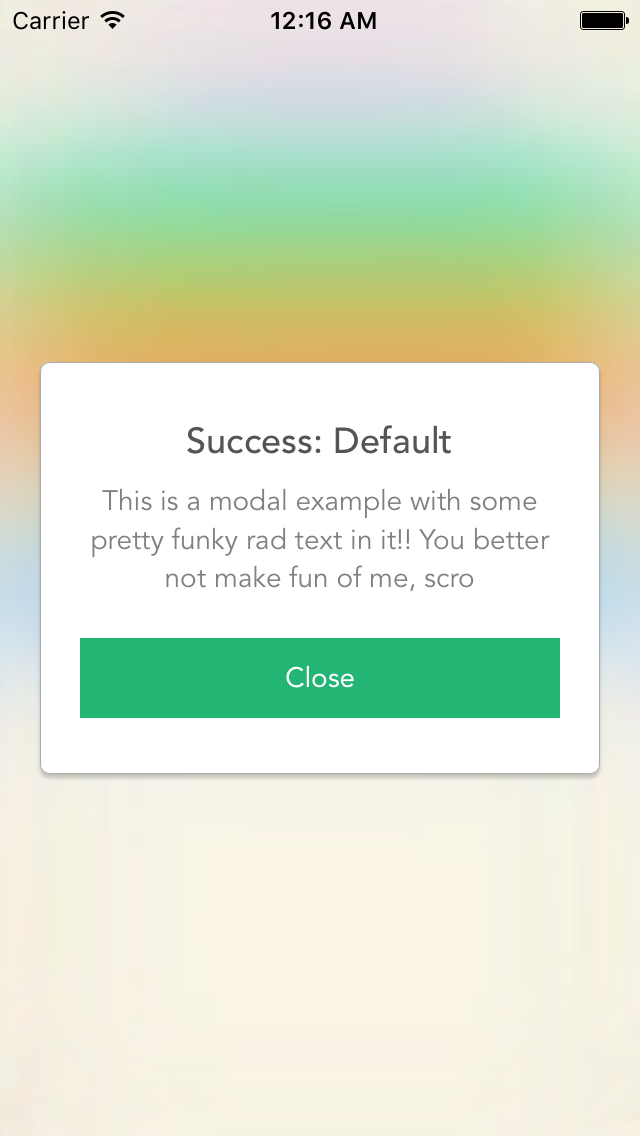 Carrier 12:16 AM
Success: Default
This is a modal example with some
pretty funky rad text in it!! You better
not make fun of me, scro
Close